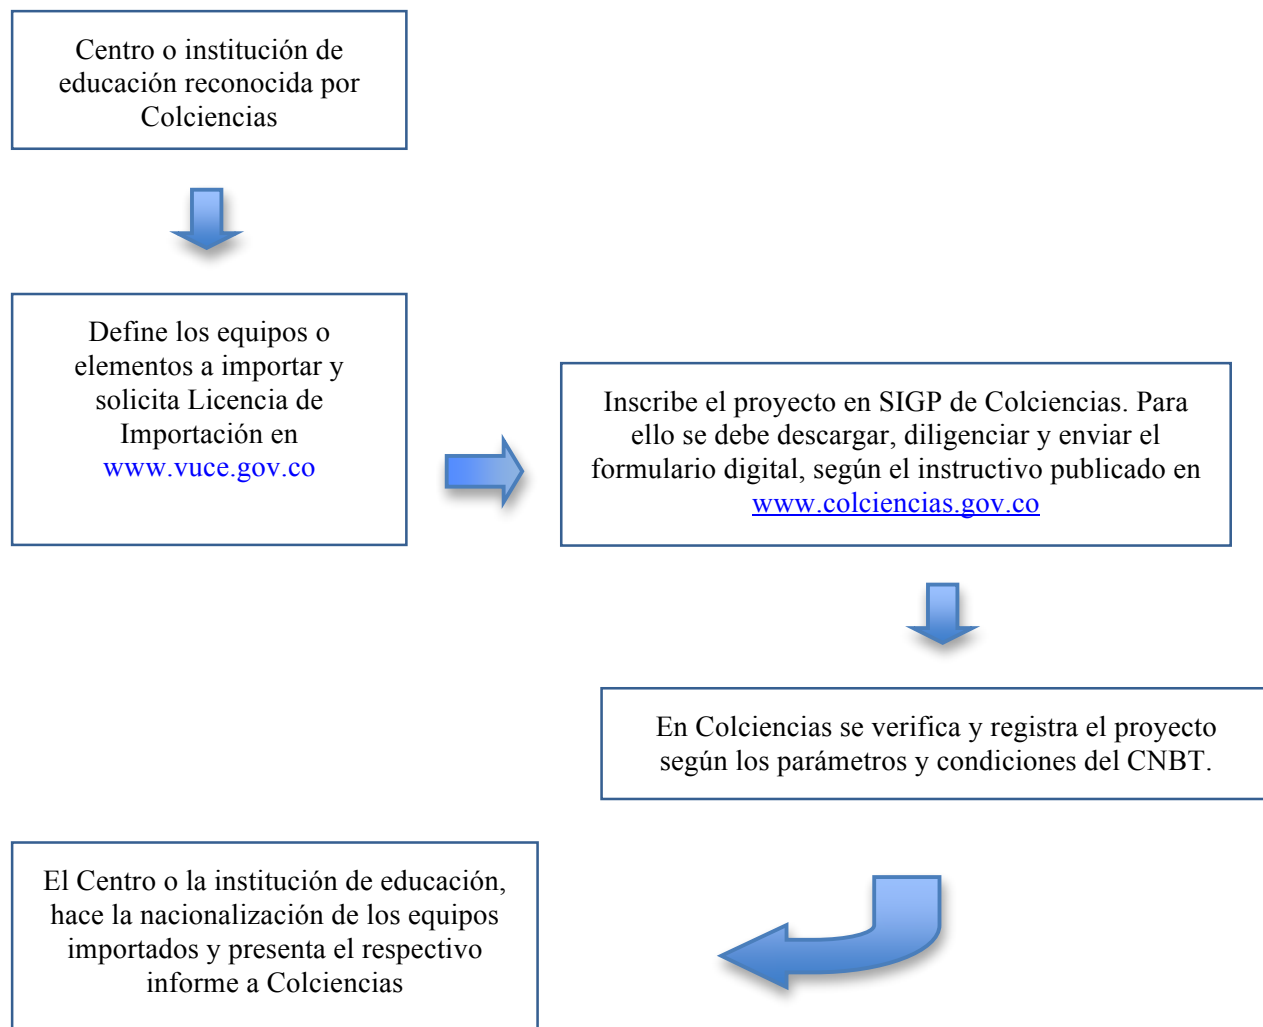 Centro o institución de
educación reconocida por
Colciencias
Define los equipos o
elementos a importar y
solicita Licencia de
Importación en
www.vuce.gov.co
Inscribe el proyecto en SIGP de Colciencias. Para
ello se debe descargar, diligenciar y enviar el
formulario digital, según el instructivo publicado en
www.colciencias.gov.co
En Colciencias se verifica y registra el proyecto
según los parámetros y condiciones del CNBT.
El Centro o la institución de educación,
hace la nacionalización de los equipos
importados y presenta el respectivo
informe a Colciencias